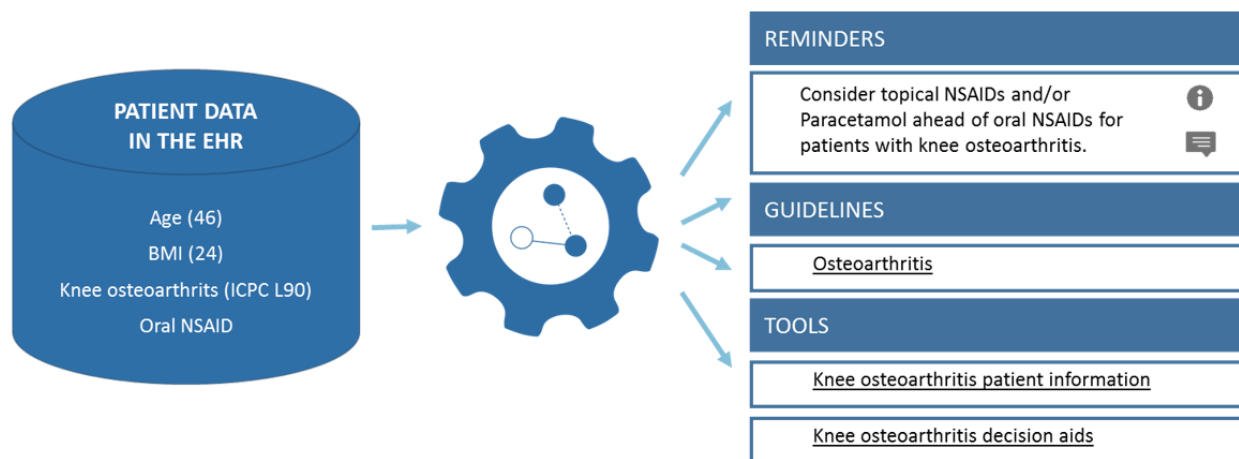 PATIENT DATA
IN THE EHR
Age (46)
BMI (24)
Knee osteoarthrits (ICPC L90)
Oral NSAID
REMINDERS
Consider topical NSAIDs and/or
Paracetamol ahead of oral NSAIDs for
patients with knee osteoarthritis.
GUIDELINES
Osteoarthritis
TOOLS
Knee osteoarthritis patient information
Knee osteoarthritis decision aids